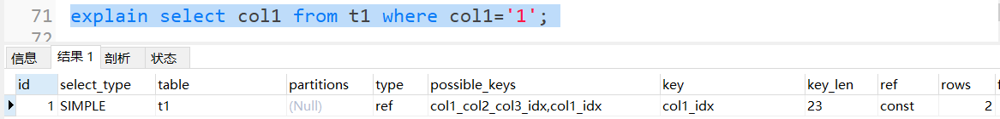 71 explain select col1 from t1 where col1='1';
72
信息 结果 1 剖析 状态
id select_type table partitions type possible_keys key key_len ref rows
1 SIMPLE t1 (Null) ref col1_col2_col3_idx,col1_idx col1_idx 23 const 2